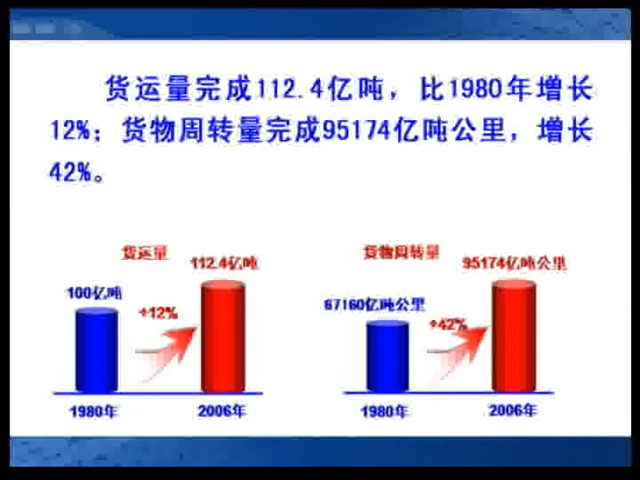 货运量完成112.4亿吨，比1980年增长
12%；货物周转量完成95174亿吨公里，增长
42%。
货运量
货物周转量
112.4亿吨
95174亿吨公里
100亿吨
67160亿吨公里
+12%
+42%
1980年
2006年
1980年
2006年